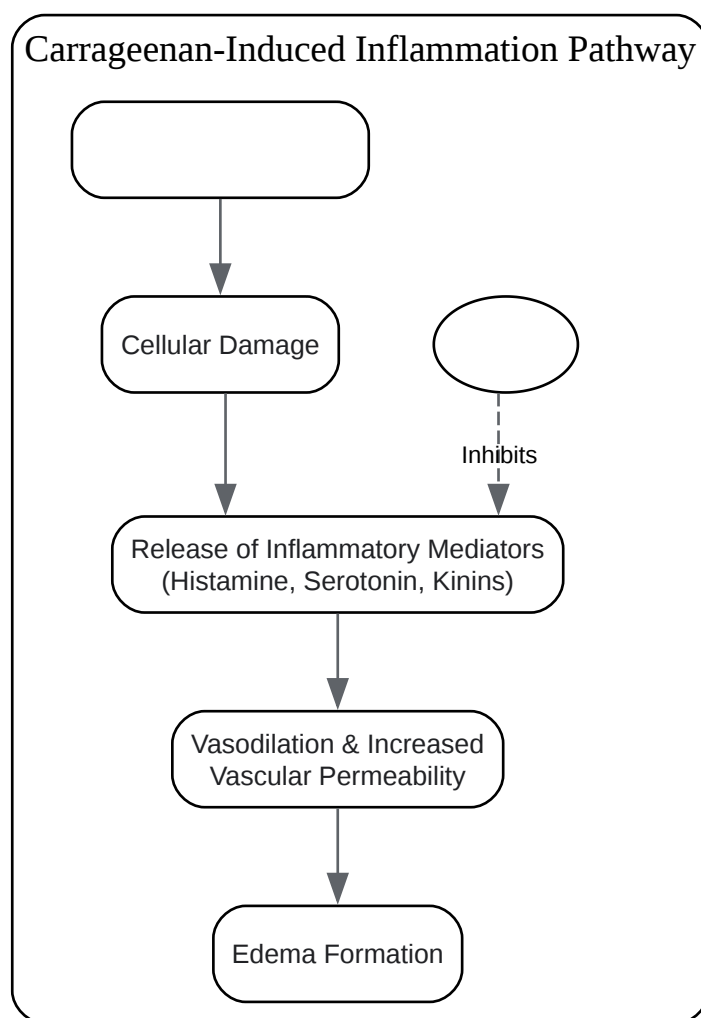 Carrageenan-Induced Inflammation Pathway
Cellular Damage
Inhibits
Release of Inflammatory Mediators
(Histamine, Serotonin, Kinins)
Vasodilation & Increased
Vascular Permeability
Edema Formation